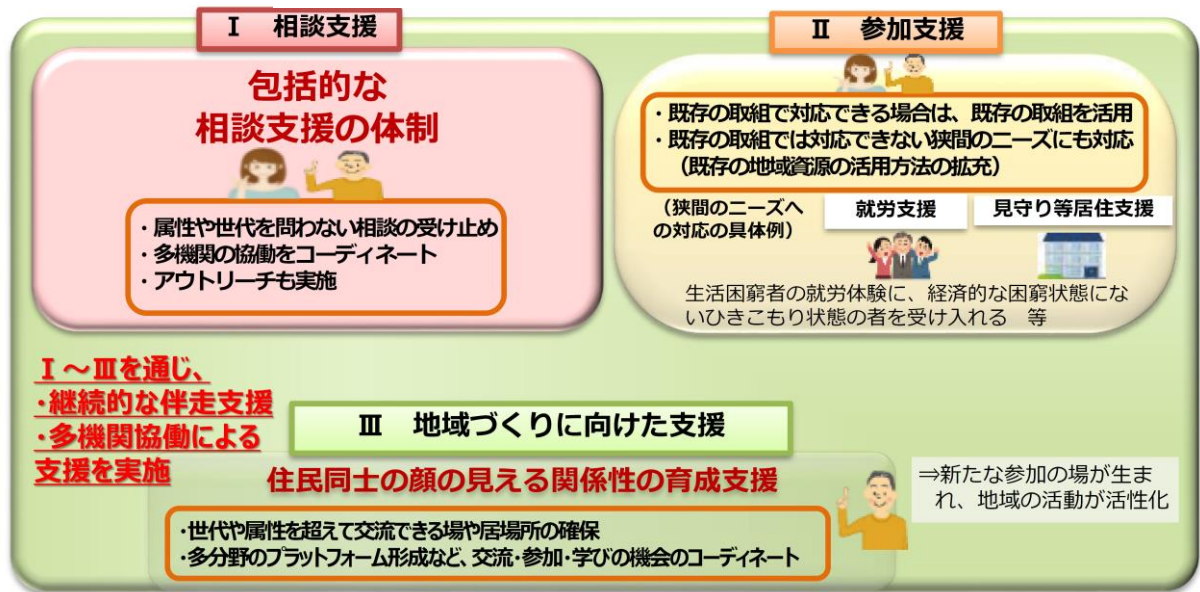 Ⅰ 相談支援
包括的な
相談支援の体制
・属性や世代を問わない相談の受け止め
・多機関の協働をコーディネート
・アウトリーチも実施
Ⅱ 参加支援
・既存の取組で対応できる場合は、既存の取組を活用
・既存の取組では対応できない狭間のニーズにも対応
（既存の地域資源の活用方法の拡充）
（狭間のニーズへ
の対応の具体例）
就労支援
見守り等居住支援
生活困窮者の就労体験に、経済的な困窮状態にな
いひきこもり状態の者を受け入れる 等
Ⅰ～Ⅲを通じ、
・継続的な伴走支援
・多機関協働による
支援を実施
Ⅲ 地域づくりに向けた支援
住民同士の顔の見える関係性の育成支援
・世代や属性を超えて交流できる場や居場所の確保
・多分野のプラットフォーム形成など、交流・参加・学びの機会のコーディネート
⇒新たな参加の場が生ま
れ、地域の活動が活性化